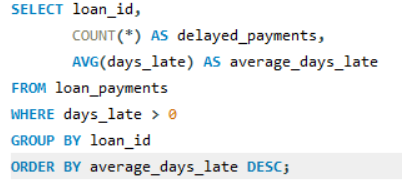 SELECT loan_id,
COUNT(*) AS delayed_payments,
AVG(days_late) AS average_days_late
FROM loan_payments
WHERE days_late > 0
GROUP BY loan_id
ORDER BY average_days_late DESC;